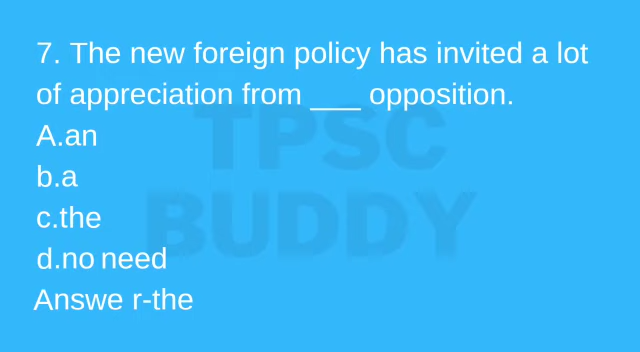 7. The new foreign policy has invited a lot
of appreciation from ___ opposition.
A.an
b.a
c.the
d.no need
Answe r-the
TPSC
BUDDY